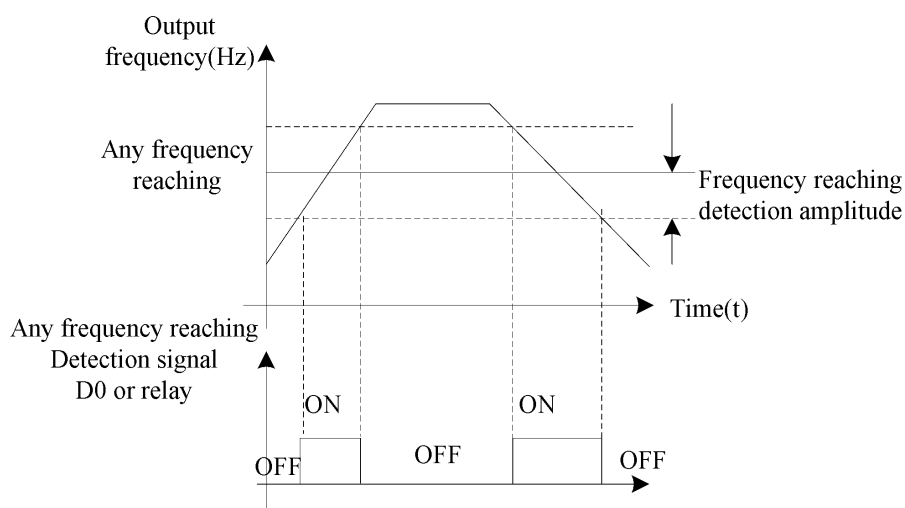 Output
frequency(Hz)
Any frequency
reaching
Frequency reaching
detection amplitude
Time(t)
Any frequency reaching
Detection signal
D0 or relay
ON
ON
OFF
OFF
OFF